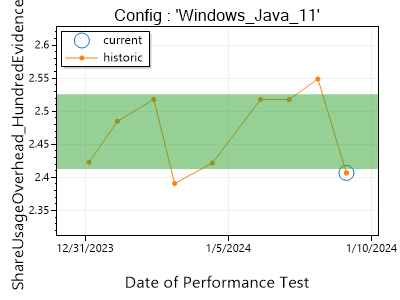 Config : 'Windows_Java_11'
ShareUsageOverhead_HundredEvidence
current
historic
2.6
2.55
2.5
2.45
2.4
2.35
12/31/2023
1/5/2024
1/10/2024
Date of Performance Test